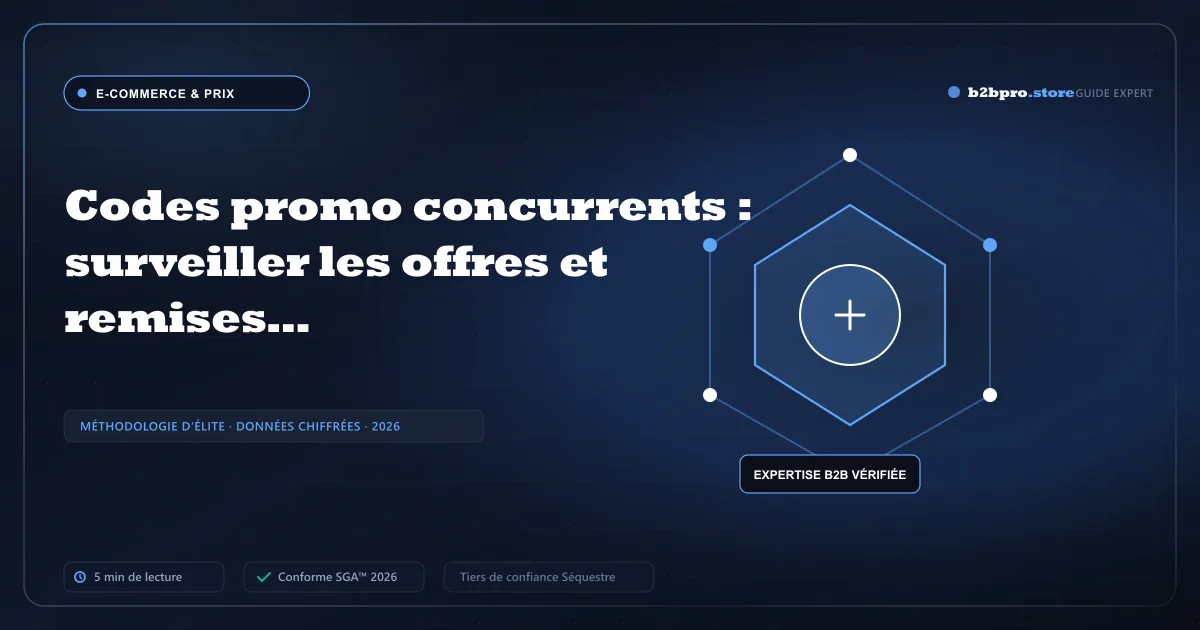 E-COMMERCE & PRIX
b2bpro.store GUIDE EXPERT
Codes promo concurrents :
surveiller les offres et
remises...
MÉTHODOLOGIE D'ÉLITE · DONNÉES CHIFFRÉES · 2026
EXPERTISE B2B VÉRIFIÉE
5 min de lecture
Conforme SGA™ 2026
Tiers de confiance Séquestre